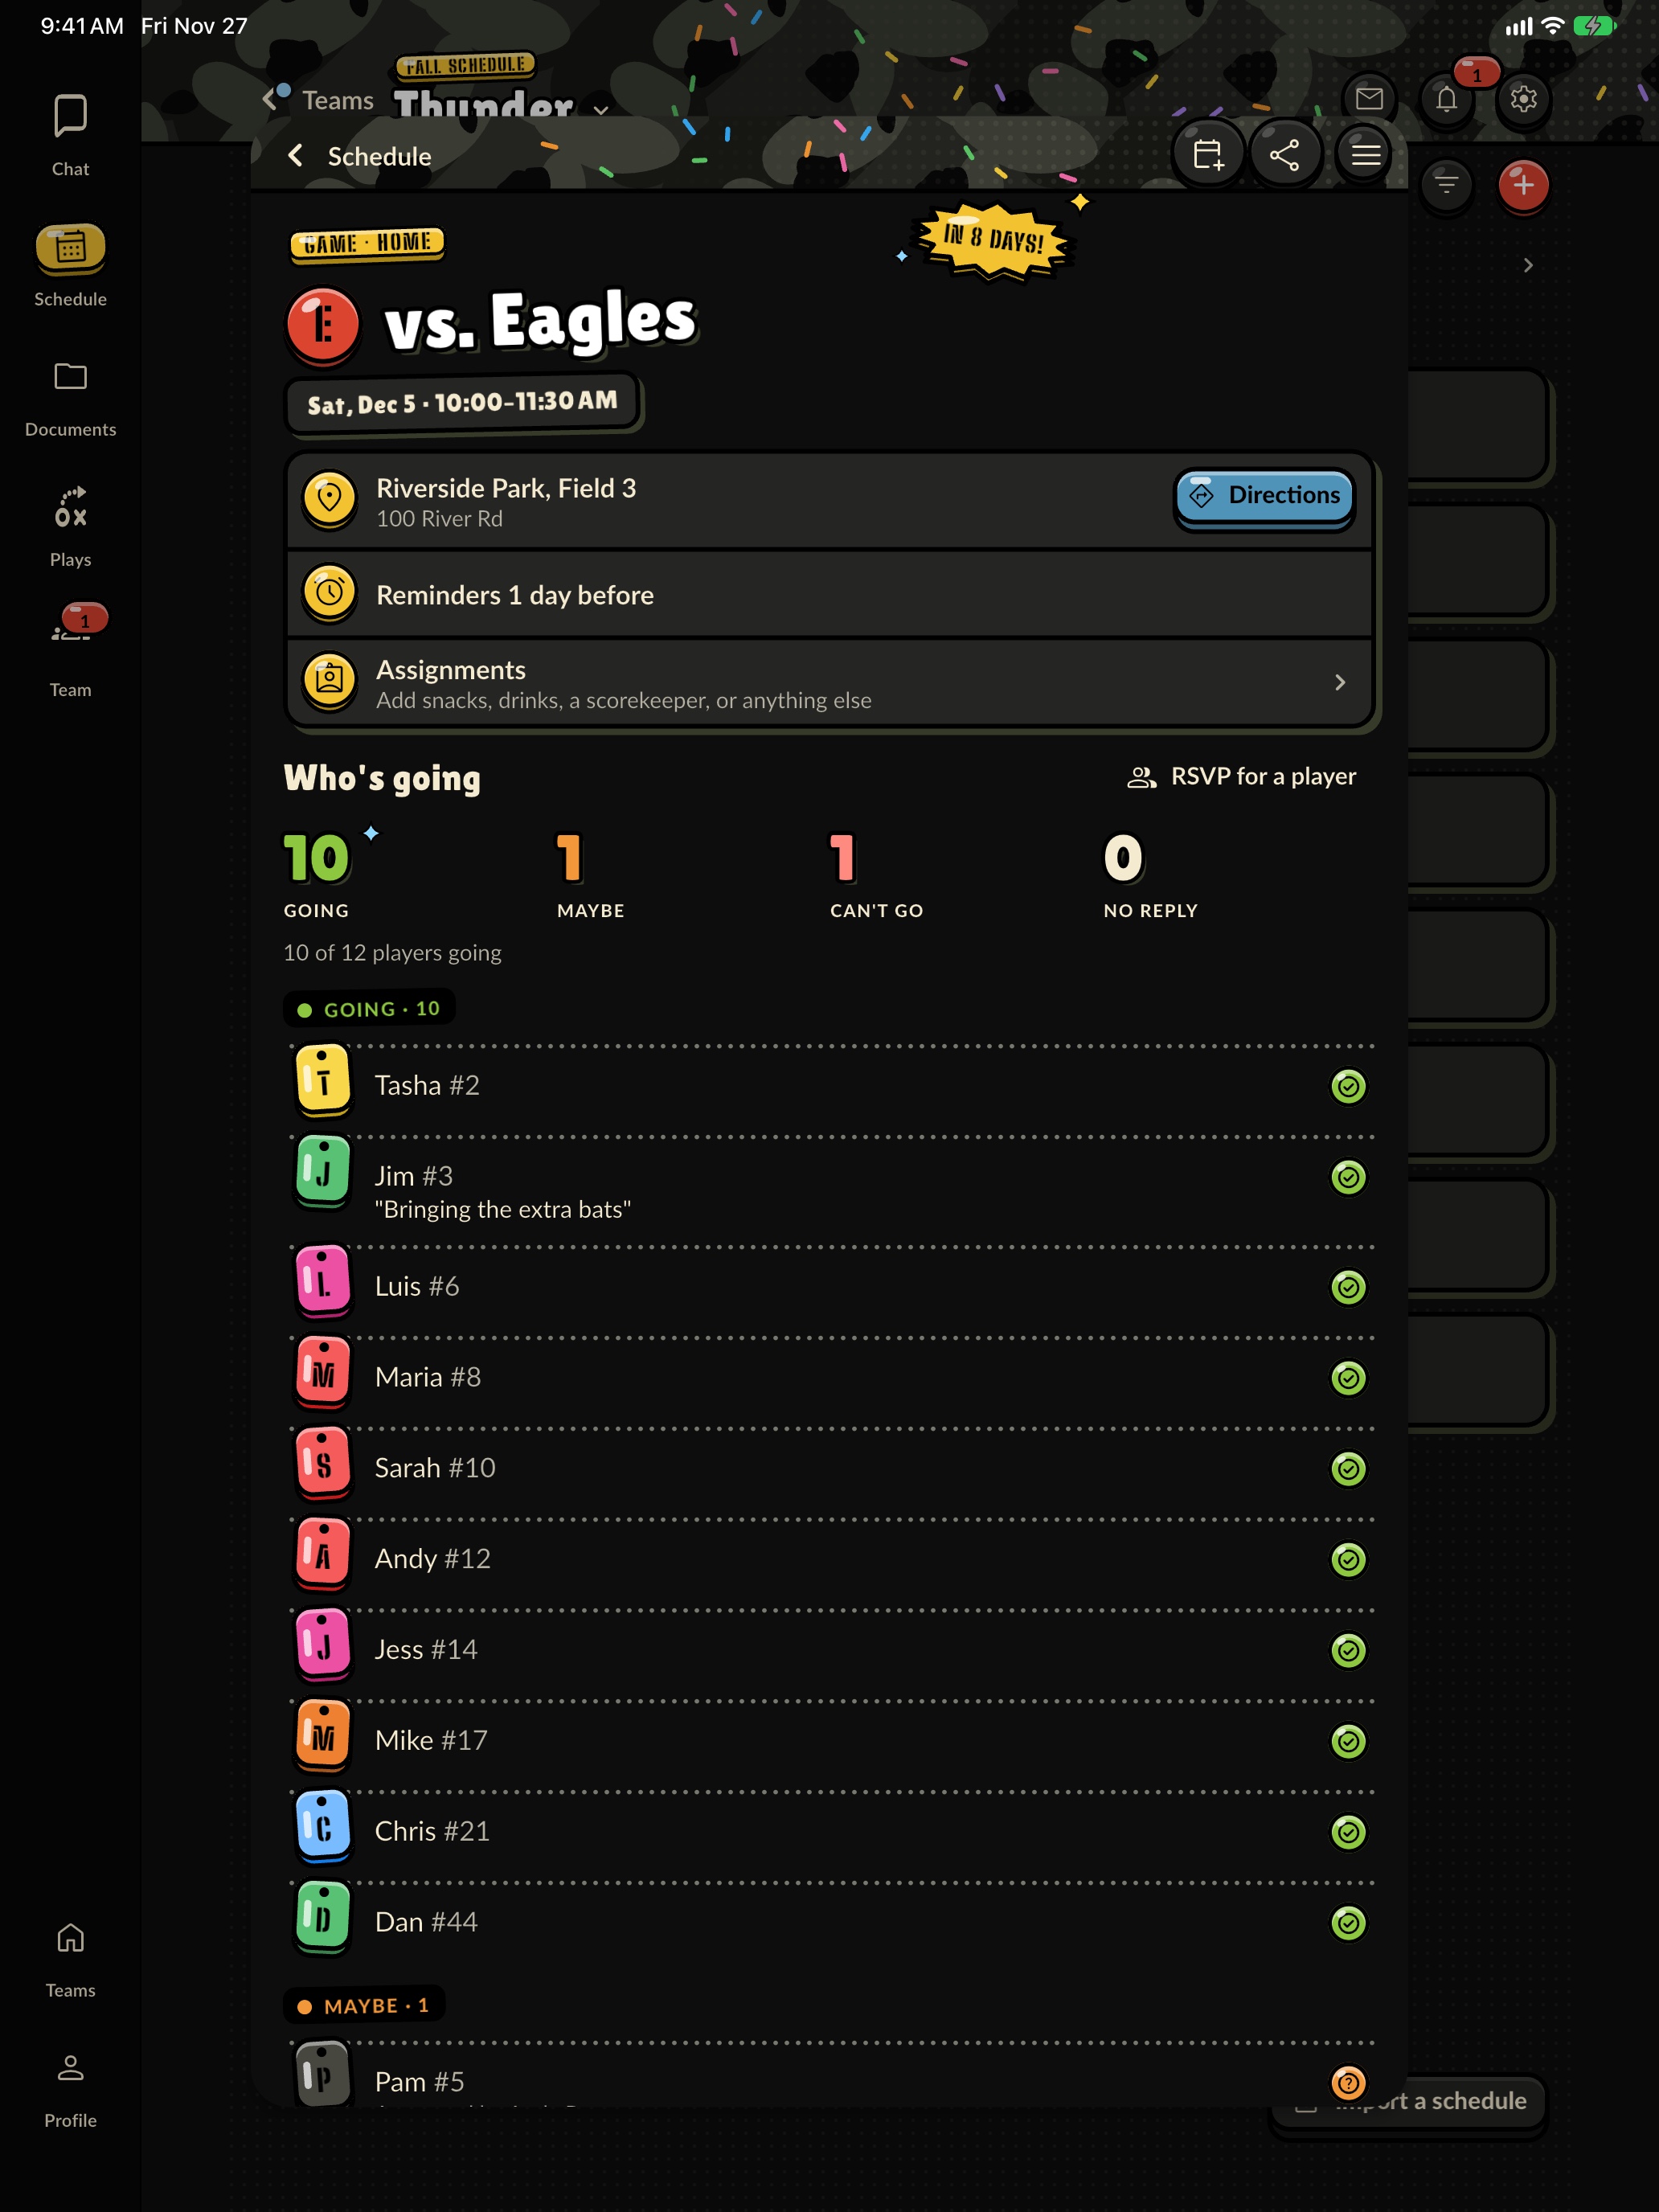 9:41 AM Fri Nov 27
FALL SCHEDULE
Teams
Thunder
1
Schedule
Chat
Schedule
Documents
Plays
1
Team
Teams
Profile
GAME · HOME
IN 8 DAYS!
E
vs. Eagles
Sat, Dec 5 · 10:00–11:30 AM
Riverside Park, Field 3
100 River Rd
Directions
Reminders 1 day before
Assignments
Add snacks, drinks, a scorekeeper, or anything else
Who's going
RSVP for a player
10
GOING
1
MAYBE
1
CAN'T GO
0
NO REPLY
10 of 12 players going
GOING · 10
T
Tasha #2
J
Jim #3
"Bringing the extra bats"
L
Luis #6
M
Maria #8
S
Sarah #10
A
Andy #12
J
Jess #14
M
Mike #17
C
Chris #21
D
Dan #44
MAYBE · 1
P
Pam #5
Import a schedule